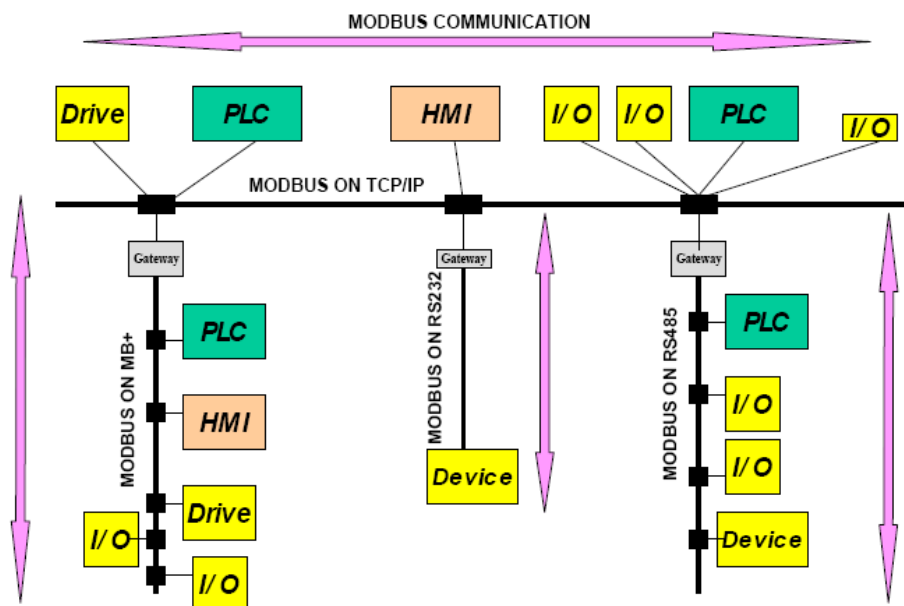 MODBUS COMMUNICATION
Drive
PLC
HMI
I/O
I/O
PLC
I/O
MODBUS ON TCP/IP
Gateway
Gateway
Gateway
MODBUS ON MB+
PLC
HMI
Drive
I/O
I/O
MODBUS ON RS232
Device
MODBUS ON RS485
PLC
I/O
I/O
Device